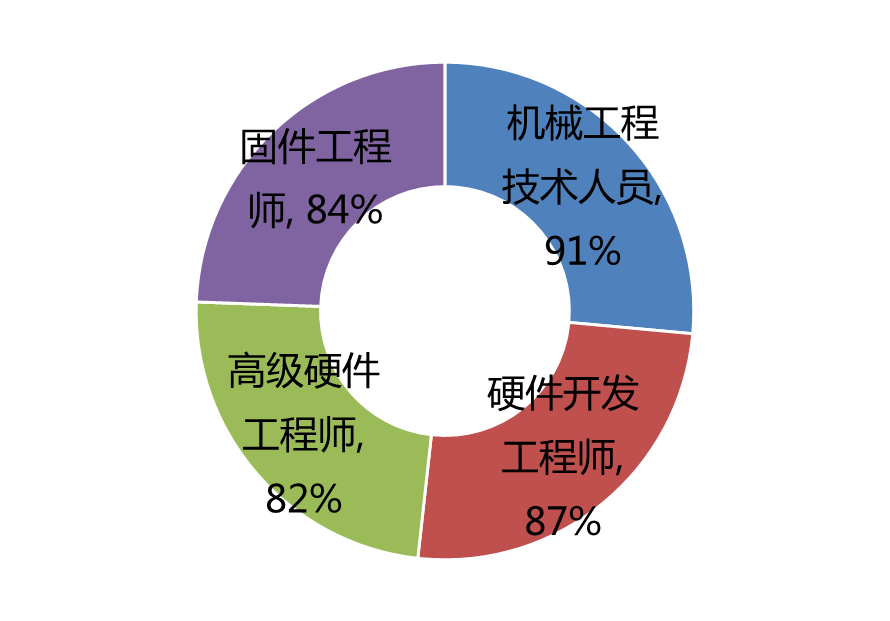 机械工程
技术人员,
91%
硬件开发
工程师,
87%
高级硬件
工程师,
82%
固件工程
师, 84%